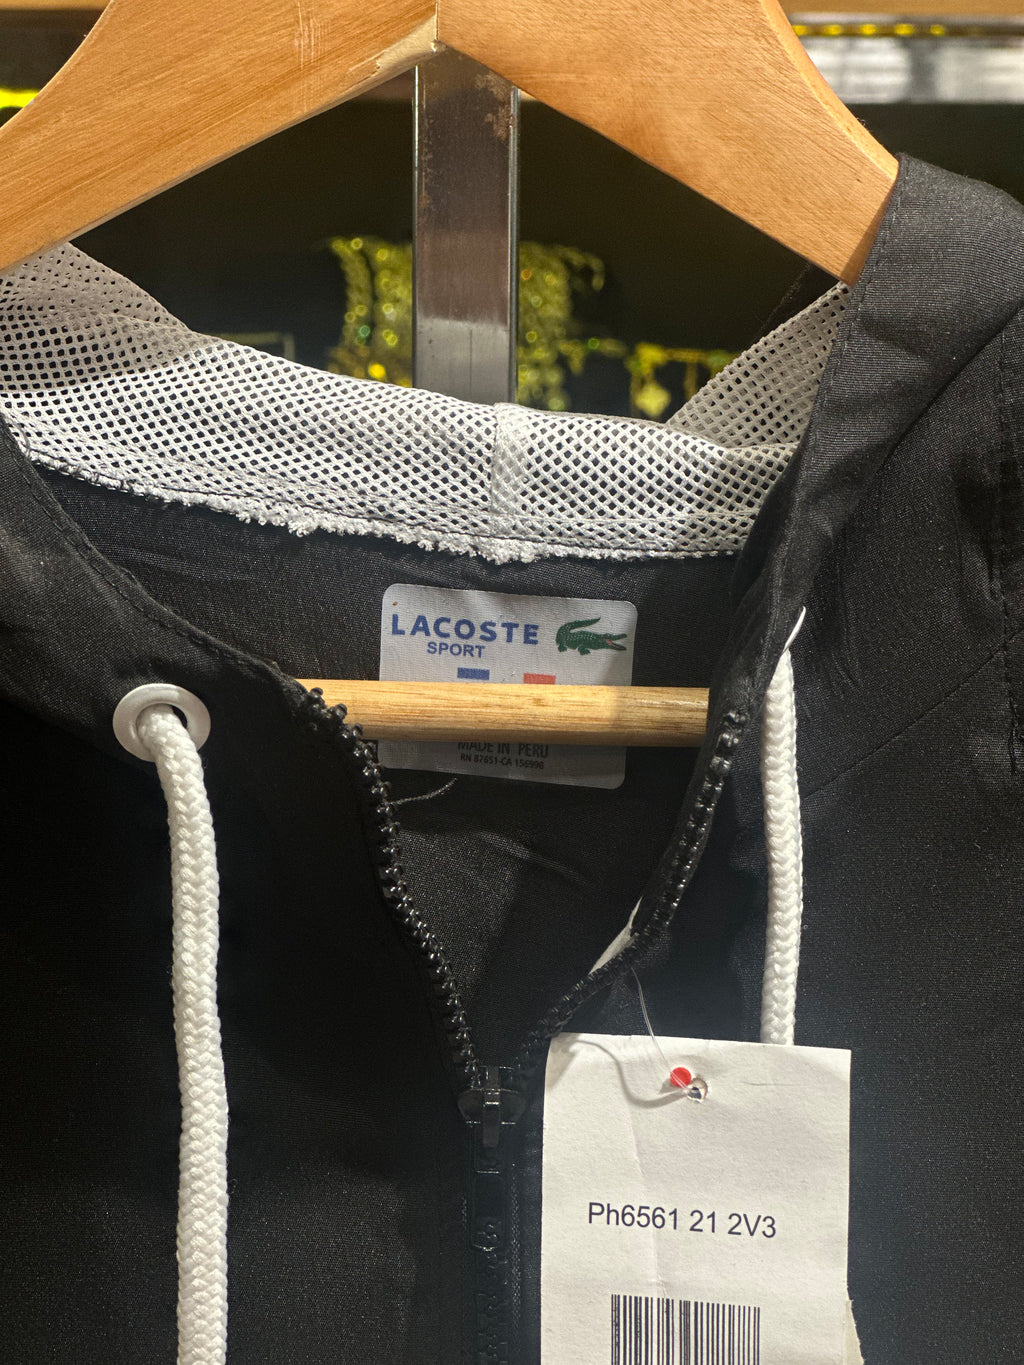 LACOSTE
SPORT
MADE IN PERU
RN 87651-CA 156998
Ph6561 21 2V3